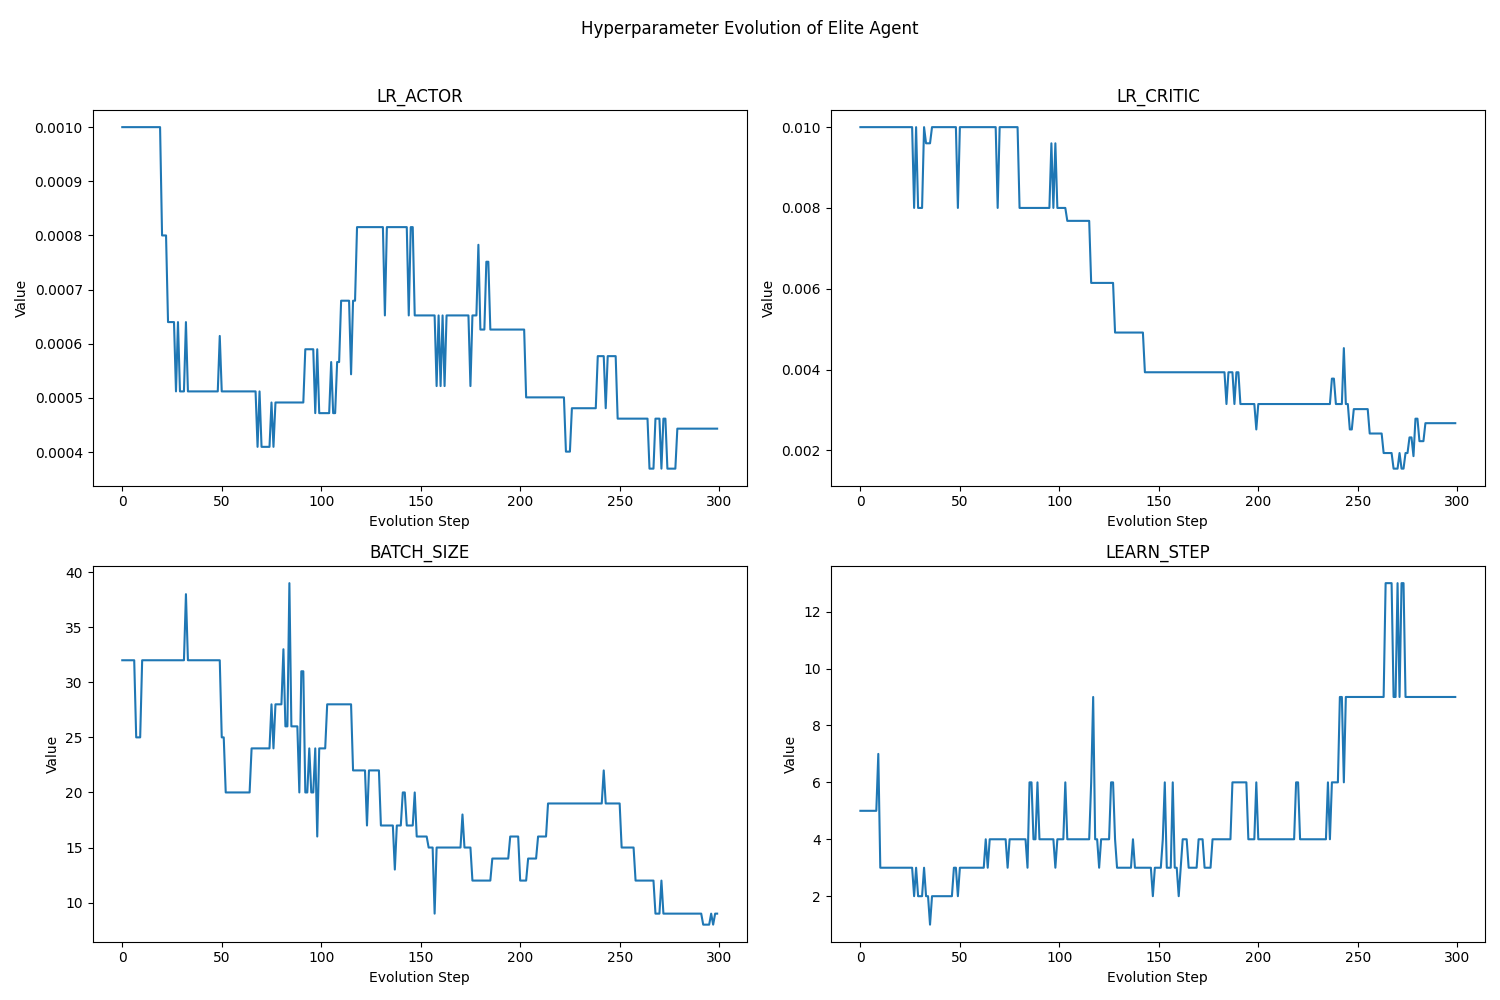 Hyperparameter Evolution of Elite Agent
LR_ACTOR
0.0010
0.0009
0.0008
0.0007
0.0006
0.0005
0.0004
Value
0 50 100 150 200 250 300
Evolution Step
LR_CRITIC
0.010
0.008
0.006
0.004
0.002
Value
0 50 100 150 200 250 300
Evolution Step
BATCH_SIZE
40
35
30
25
20
15
10
Value
0 50 100 150 200 250 300
Evolution Step
LEARN_STEP
12
10
8
6
4
2
Value
0 50 100 150 200 250 300
Evolution Step